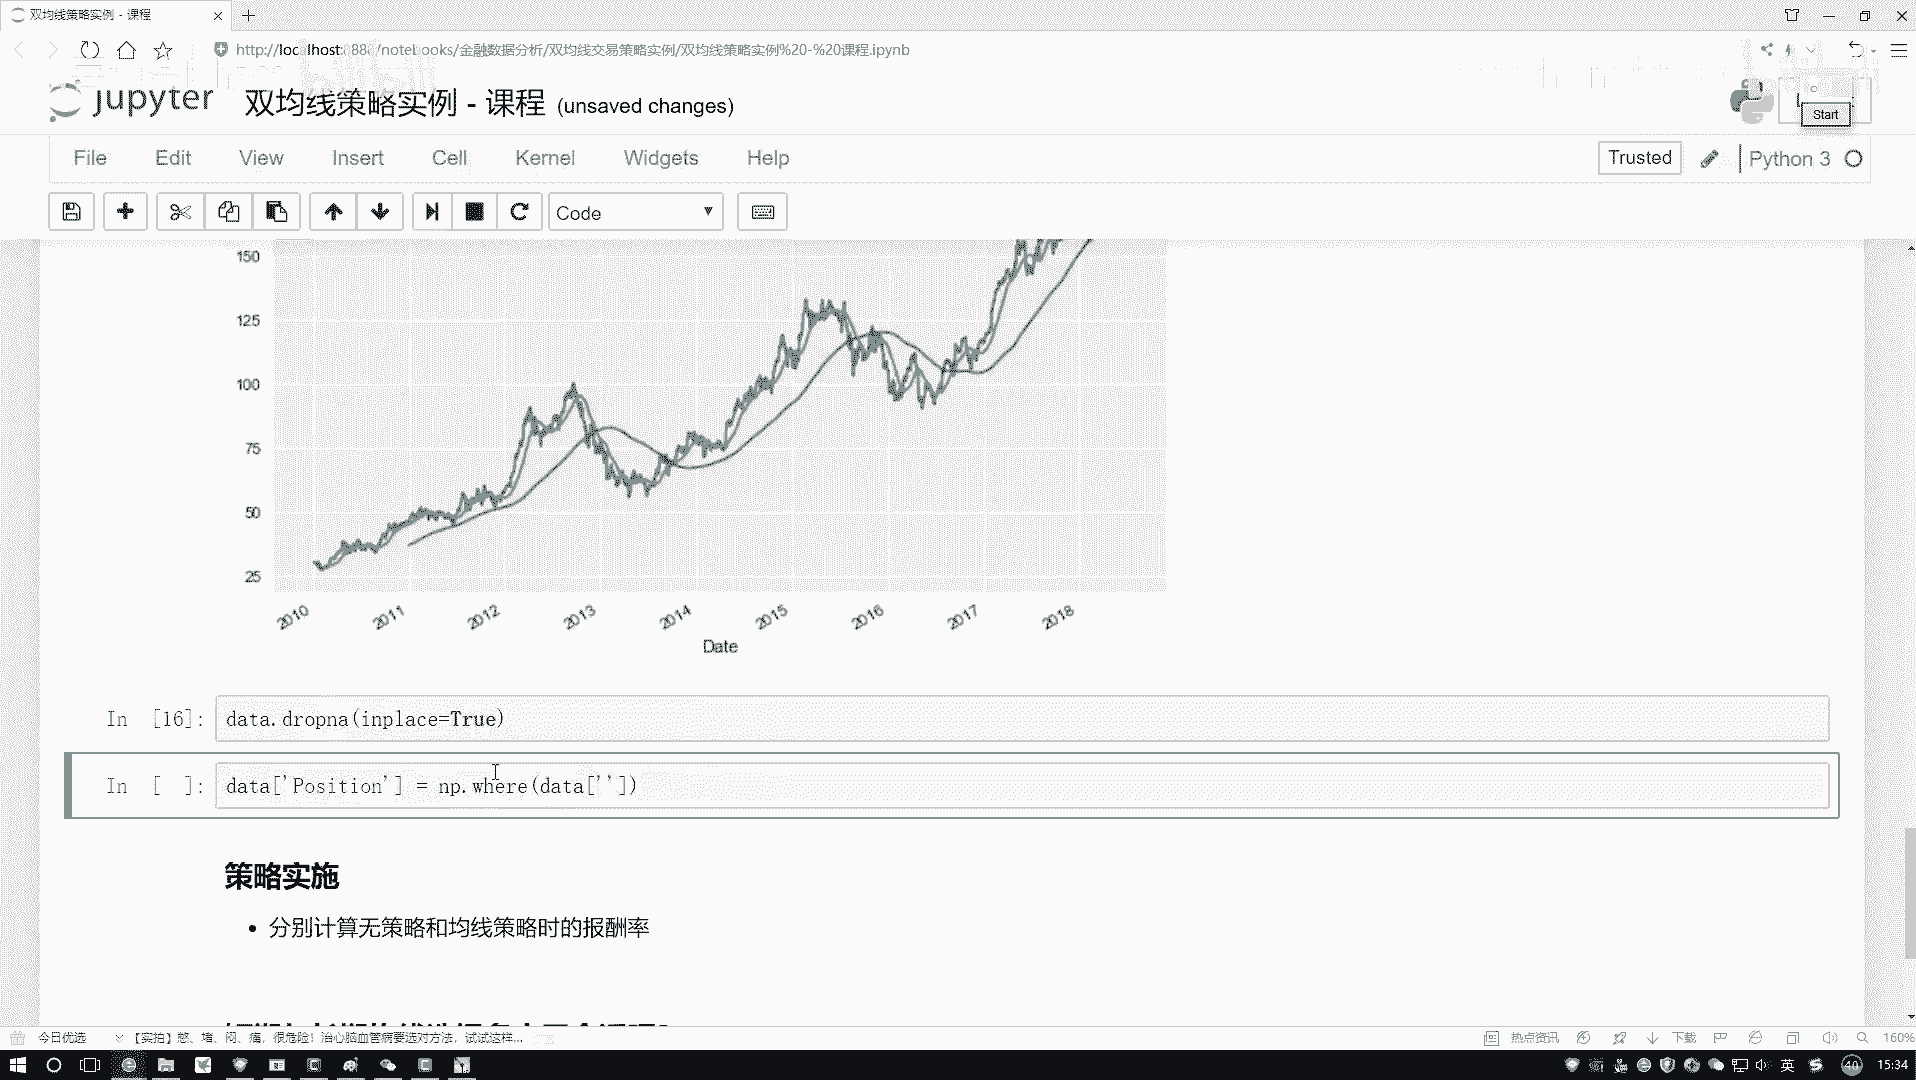 双均线策略实例 - 课程
http://localhost:888/notebooks/金融数据分析/双均线交易策略实例/双均线策略实例%20-%20课程.ipynb
jupyter 双均线策略实例 - 课程 (unsaved changes)
Start
File Edit View Insert Cell Kernel Widgets Help
Trusted Python 3
Code
150
125
100
75
50
25
2010 2011 2012 2013 2014 2015 2016 2017 2018
Date
In [16]: data.dropna(inplace=True)
In [ ]: data['Position'] = np.where(data[''])
策略实施
分别计算无策略和均线策略时的报酬率
今日优选 【实拍】憋、堵、闷、痛，很危险！治心脑血管病要选对方法，试试这样...
热点资讯 下载 160%
英 40 15:34